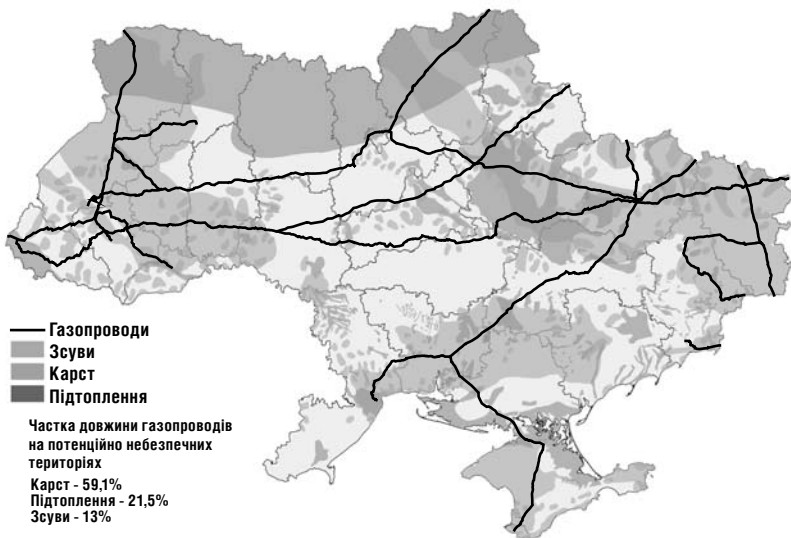 Газопроводи
Зсуви
Карст
Підтоплення
Частка довжини газопроводів
на потенційно небезпечних
територіях
Карст - 59,1%
Підтоплення - 21,5%
Зсуви - 13%